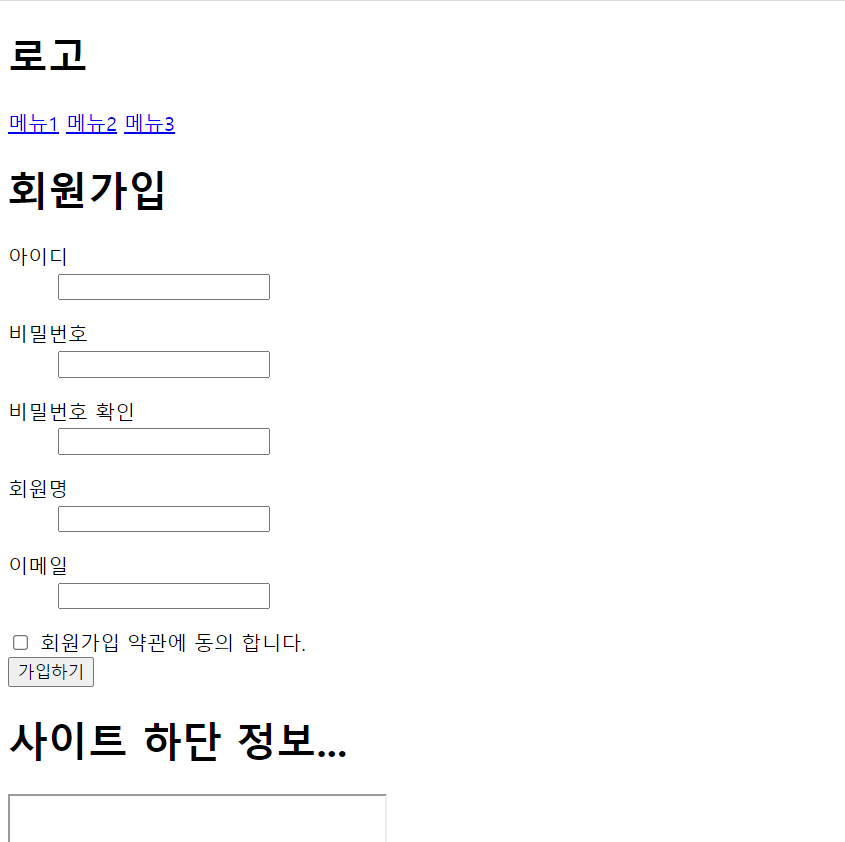 로고
메뉴1 메뉴2 메뉴3
회원가입
아이디
비밀번호
비밀번호 확인
회원명
이메일
회원가입 약관에 동의 합니다.
가입하기
사이트 하단 정보...